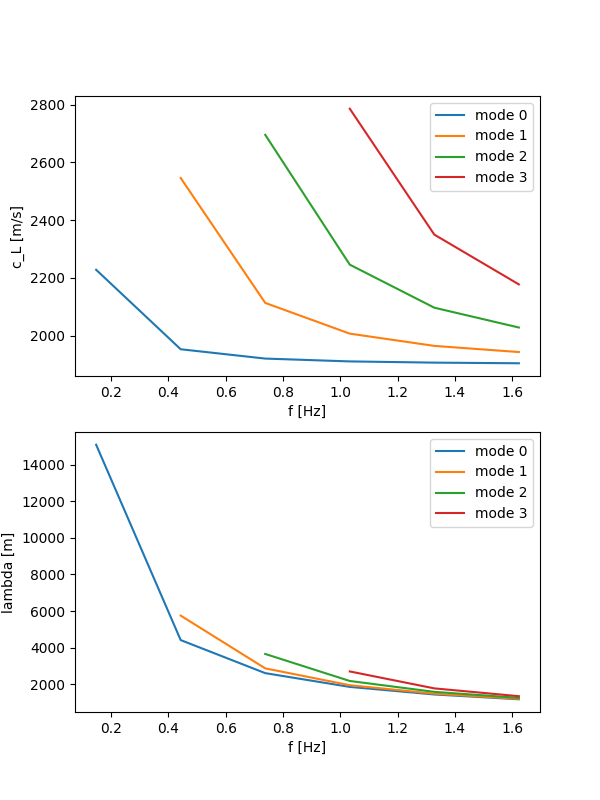 2800
2600
2400
2200
2000
c_L [m/s]
mode 0
mode 1
mode 2
mode 3
0.2 0.4 0.6 0.8 1.0 1.2 1.4 1.6
f [Hz]
14000
12000
10000
8000
6000
4000
2000
lambda [m]
mode 0
mode 1
mode 2
mode 3
0.2 0.4 0.6 0.8 1.0 1.2 1.4 1.6
f [Hz]